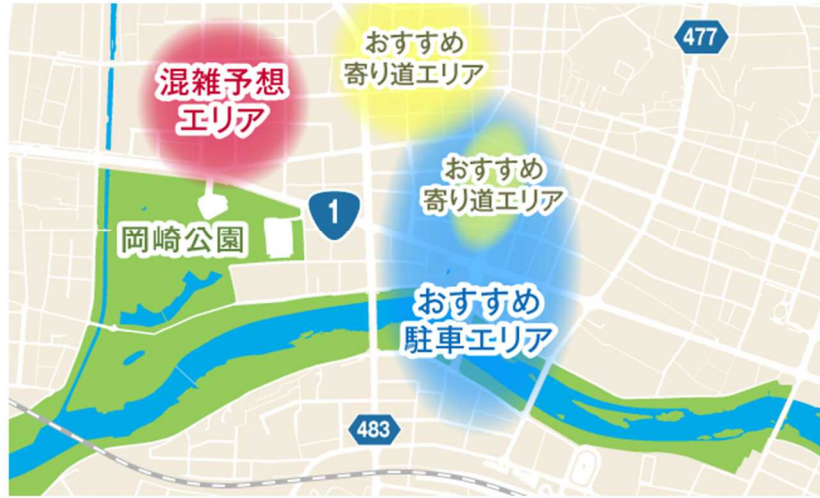 おすすめ
寄り道エリア
477
混雑予想
エリア
おすすめ
寄り道エリア
1
岡崎公園
おすすめ
駐車エリア
483